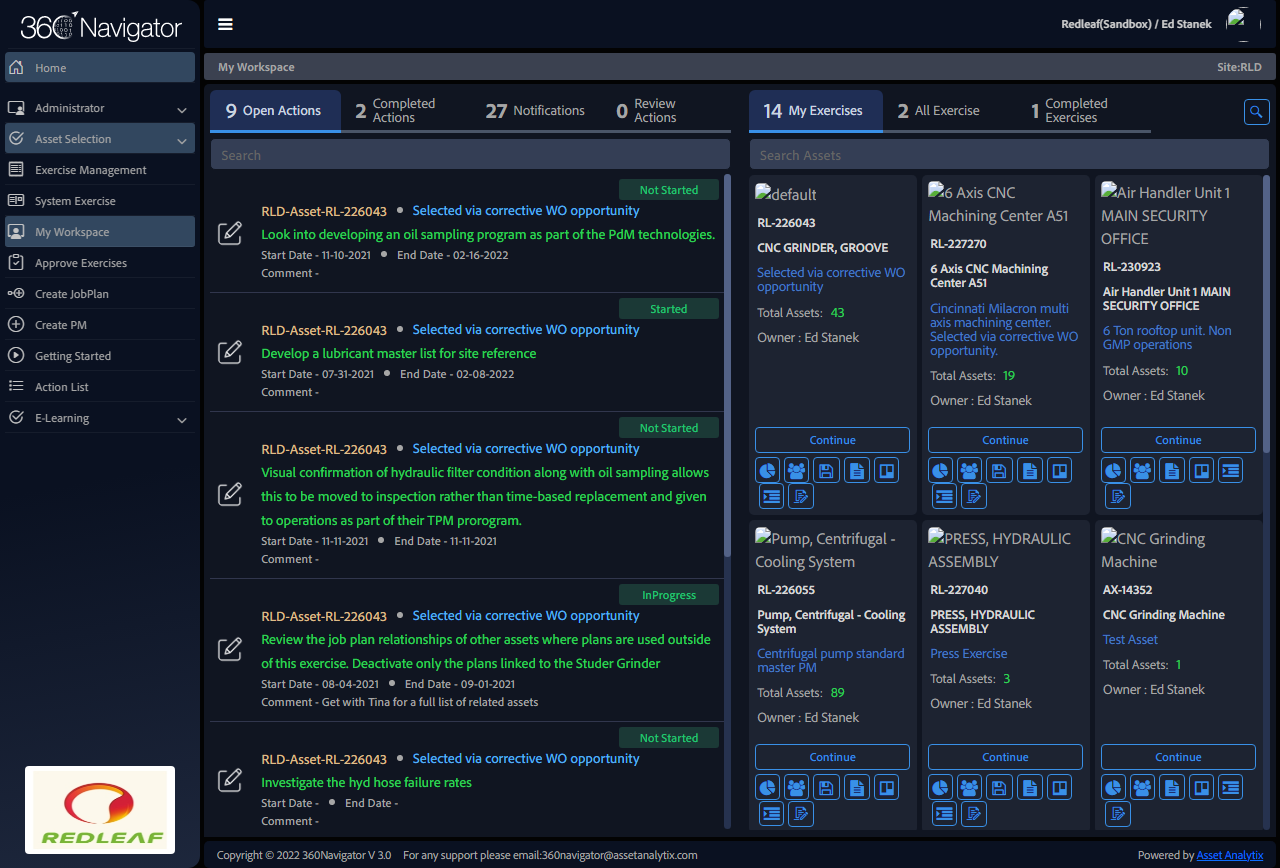 360 Navigator
Redleaf(Sandbox) / Ed Stanek
Home
Administrator
Asset Selection
Exercise Management
System Exercise
My Workspace
Approve Exercises
Create JobPlan
Create PM
Getting Started
Action List
E-Learning
REDLEAF
My Workspace
Site:RLD
9 Open Actions
2 Completed Actions
27 Notifications
0 Review Actions
Search
Not Started
RLD-Asset-RL-226043 • Selected via corrective WO opportunity
Look into developing an oil sampling program as part of the PdM technologies.
Start Date - 11-10-2021 • End Date - 02-16-2022
Comment -
Started
RLD-Asset-RL-226043 • Selected via corrective WO opportunity
Develop a lubricant master list for site reference
Start Date - 07-31-2021 • End Date - 02-08-2022
Comment -
Not Started
RLD-Asset-RL-226043 • Selected via corrective WO opportunity
Visual confirmation of hydraulic filter condition along with oil sampling allows
this to be moved to inspection rather than time-based replacement and given
to operations as part of their TPM prorogram.
Start Date - 11-11-2021 • End Date - 11-11-2021
Comment -
InProgress
RLD-Asset-RL-226043 • Selected via corrective WO opportunity
Review the job plan relationships of other assets where plans are used outside
of this exercise. Deactivate only the plans linked to the Studer Grinder
Start Date - 08-04-2021 • End Date - 09-01-2021
Comment - Get with Tina for a full list of related assets
Not Started
RLD-Asset-RL-226043 • Selected via corrective WO opportunity
Investigate the hyd hose failure rates
Start Date - • End Date -
Comment -
14 My Exercises
2 All Exercise
1 Completed Exercises
Search Assets
default
RL-226043
CNC GRINDER, GROOVE
Selected via corrective WO
opportunity
Total Assets: 43
Owner : Ed Stanek
Continue
6 Axis CNC
Machining Center A51
RL-227270
6 Axis CNC Machining
Center A51
Cincinnati Milacron multi
axis machining center.
Selected via corrective WO
opportunity.
Total Assets: 19
Owner : Ed Stanek
Continue
Air Handler Unit 1
MAIN SECURITY
OFFICE
RL-230923
Air Handler Unit 1 MAIN
SECURITY OFFICE
6 Ton rooftop unit. Non
GMP operations
Total Assets: 10
Owner : Ed Stanek
Continue
Pump, Centrifugal -
Cooling System
RL-226055
Pump, Centrifugal - Cooling
System
Centrifugal pump standard
master PM
Total Assets: 89
Owner : Ed Stanek
Continue
PRESS, HYDRAULIC
ASSEMBLY
RL-227040
PRESS, HYDRAULIC
ASSEMBLY
Press Exercise
Total Assets: 3
Owner : Ed Stanek
Continue
CNC Grinding
Machine
AX-14352
CNC Grinding Machine
Test Asset
Total Assets: 1
Owner : Ed Stanek
Continue
Copyright © 2022 360Navigator V 3.0 For any support please email:360navigator@assetanalytix.com
Powered by Asset Analytix